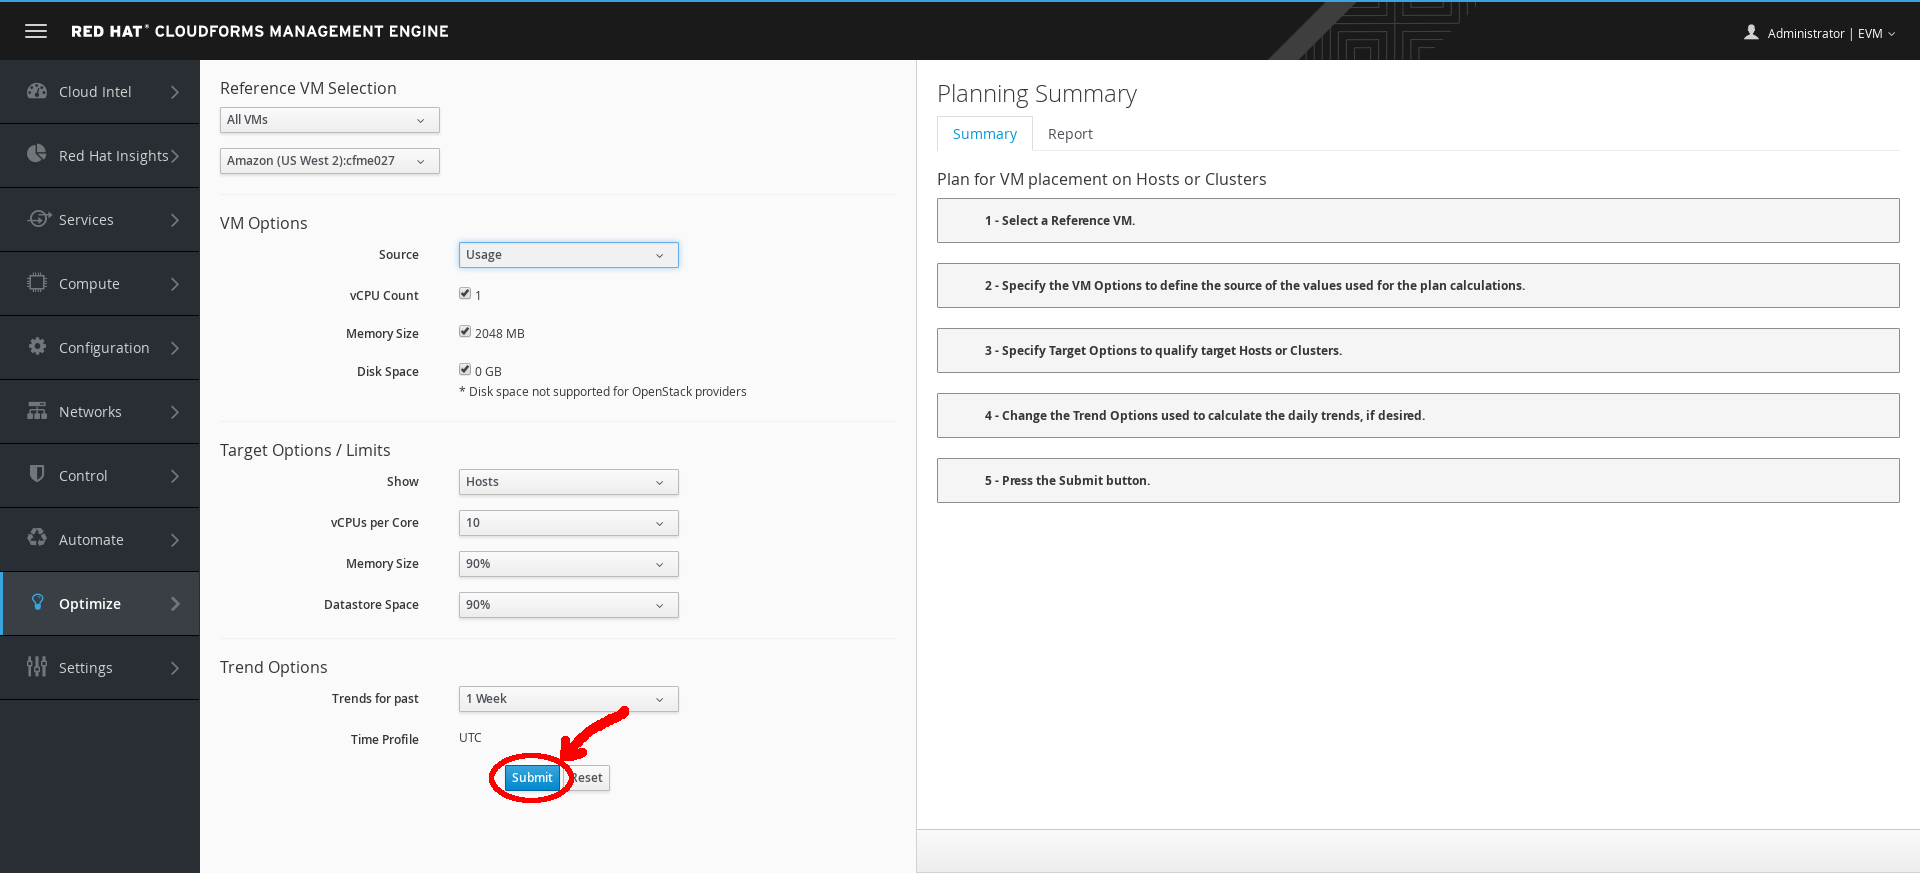 RED HAT® CLOUDFORMS MANAGEMENT ENGINE
Administrator | EVM
Cloud Intel
Red Hat Insights
Services
Compute
Configuration
Networks
Control
Automate
Optimize
Settings
Reference VM Selection
All VMs
Amazon (US West 2):cfme027
VM Options
Source Usage
vCPU Count 1
Memory Size 2048 MB
Disk Space 0 GB
* Disk space not supported for OpenStack providers
Target Options / Limits
Show Hosts
vCPUs per Core 10
Memory Size 90%
Datastore Space 90%
Trend Options
Trends for past 1 Week
Time Profile UTC
Submit Reset
Planning Summary
Summary Report
Plan for VM placement on Hosts or Clusters
1 - Select a Reference VM.
2 - Specify the VM Options to define the source of the values used for the plan calculations.
3 - Specify Target Options to qualify target Hosts or Clusters.
4 - Change the Trend Options used to calculate the daily trends, if desired.
5 - Press the Submit button.